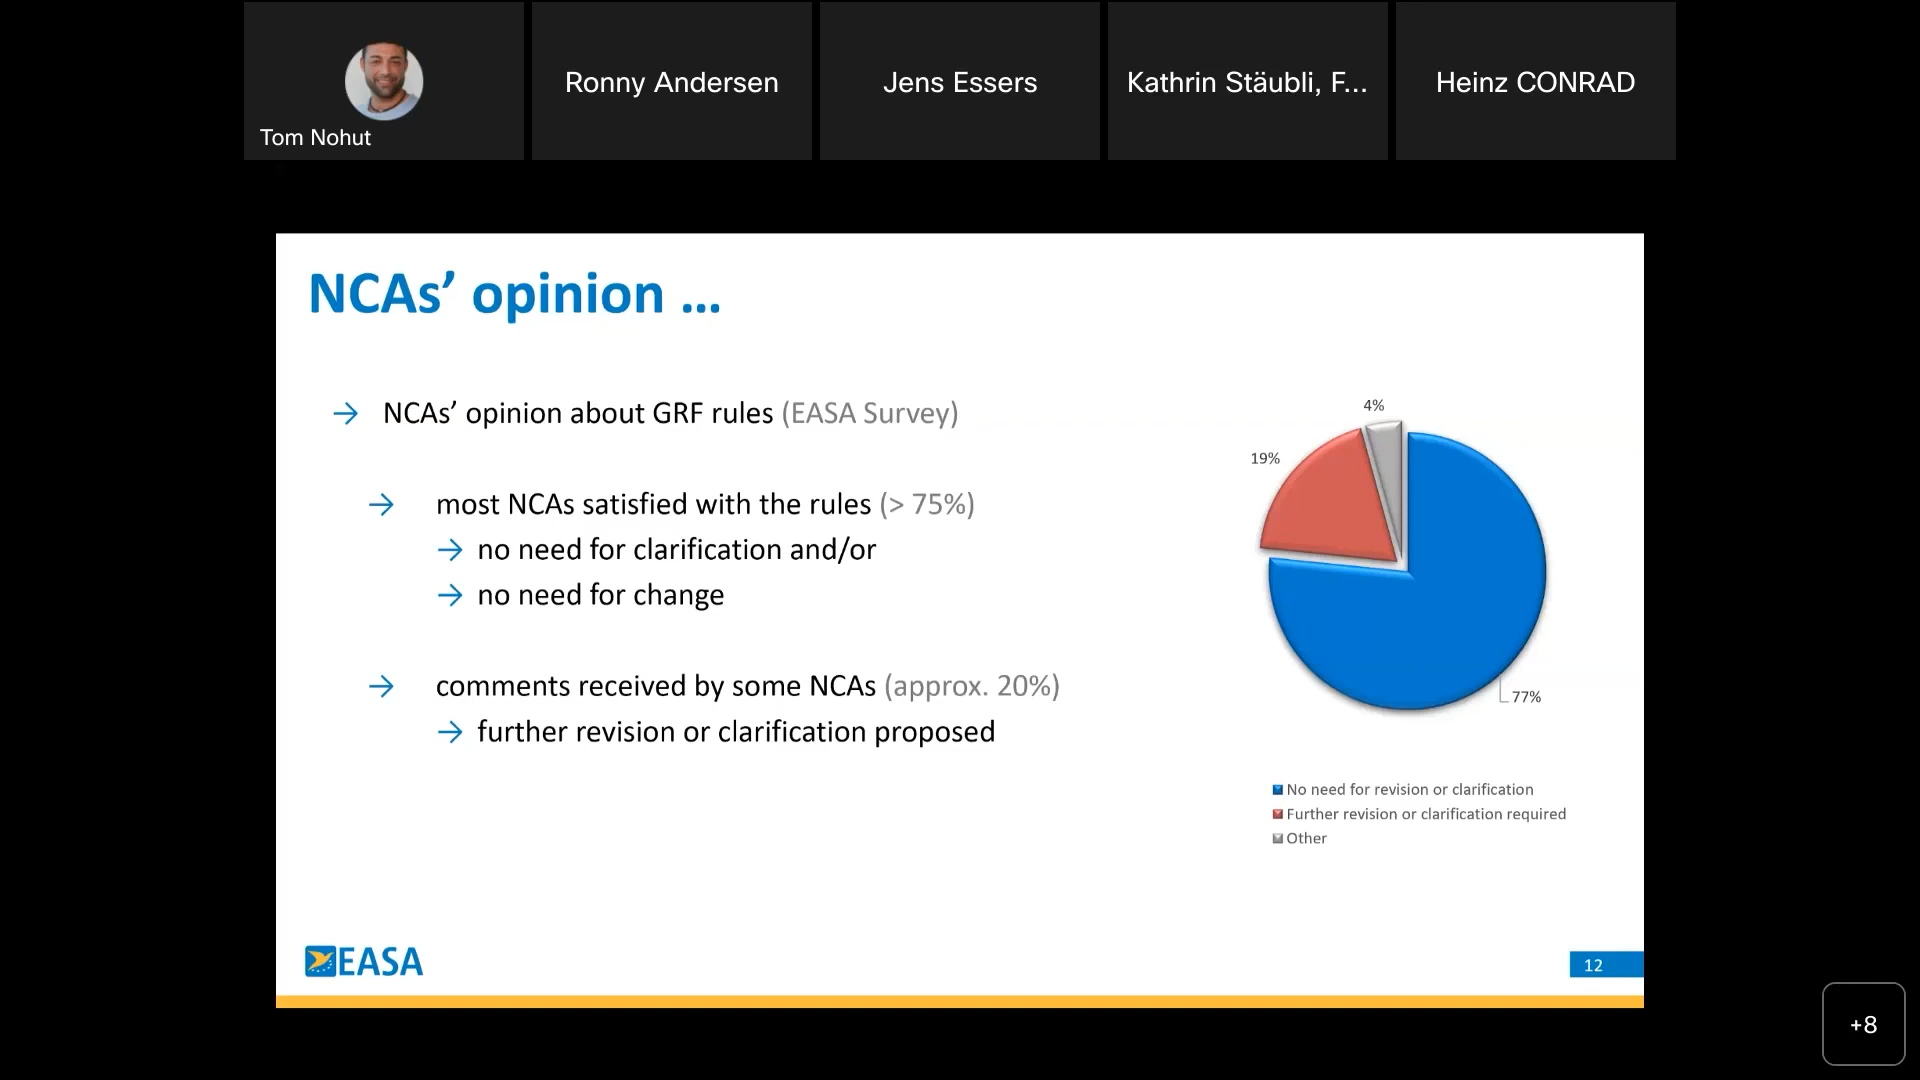 Tom Nohut
Ronny Andersen
Jens Essers
Kathrin Stäubli, F...
Heinz CONRAD
NCAs’ opinion ...
→ NCAs’ opinion about GRF rules (EASA Survey)
→ most NCAs satisfied with the rules (> 75%)
→ no need for clarification and/or
→ no need for change
→ comments received by some NCAs (approx. 20%)
→ further revision or clarification proposed
4%
19%
77%
No need for revision or clarification
Further revision or clarification required
Other
EASA
12
+8